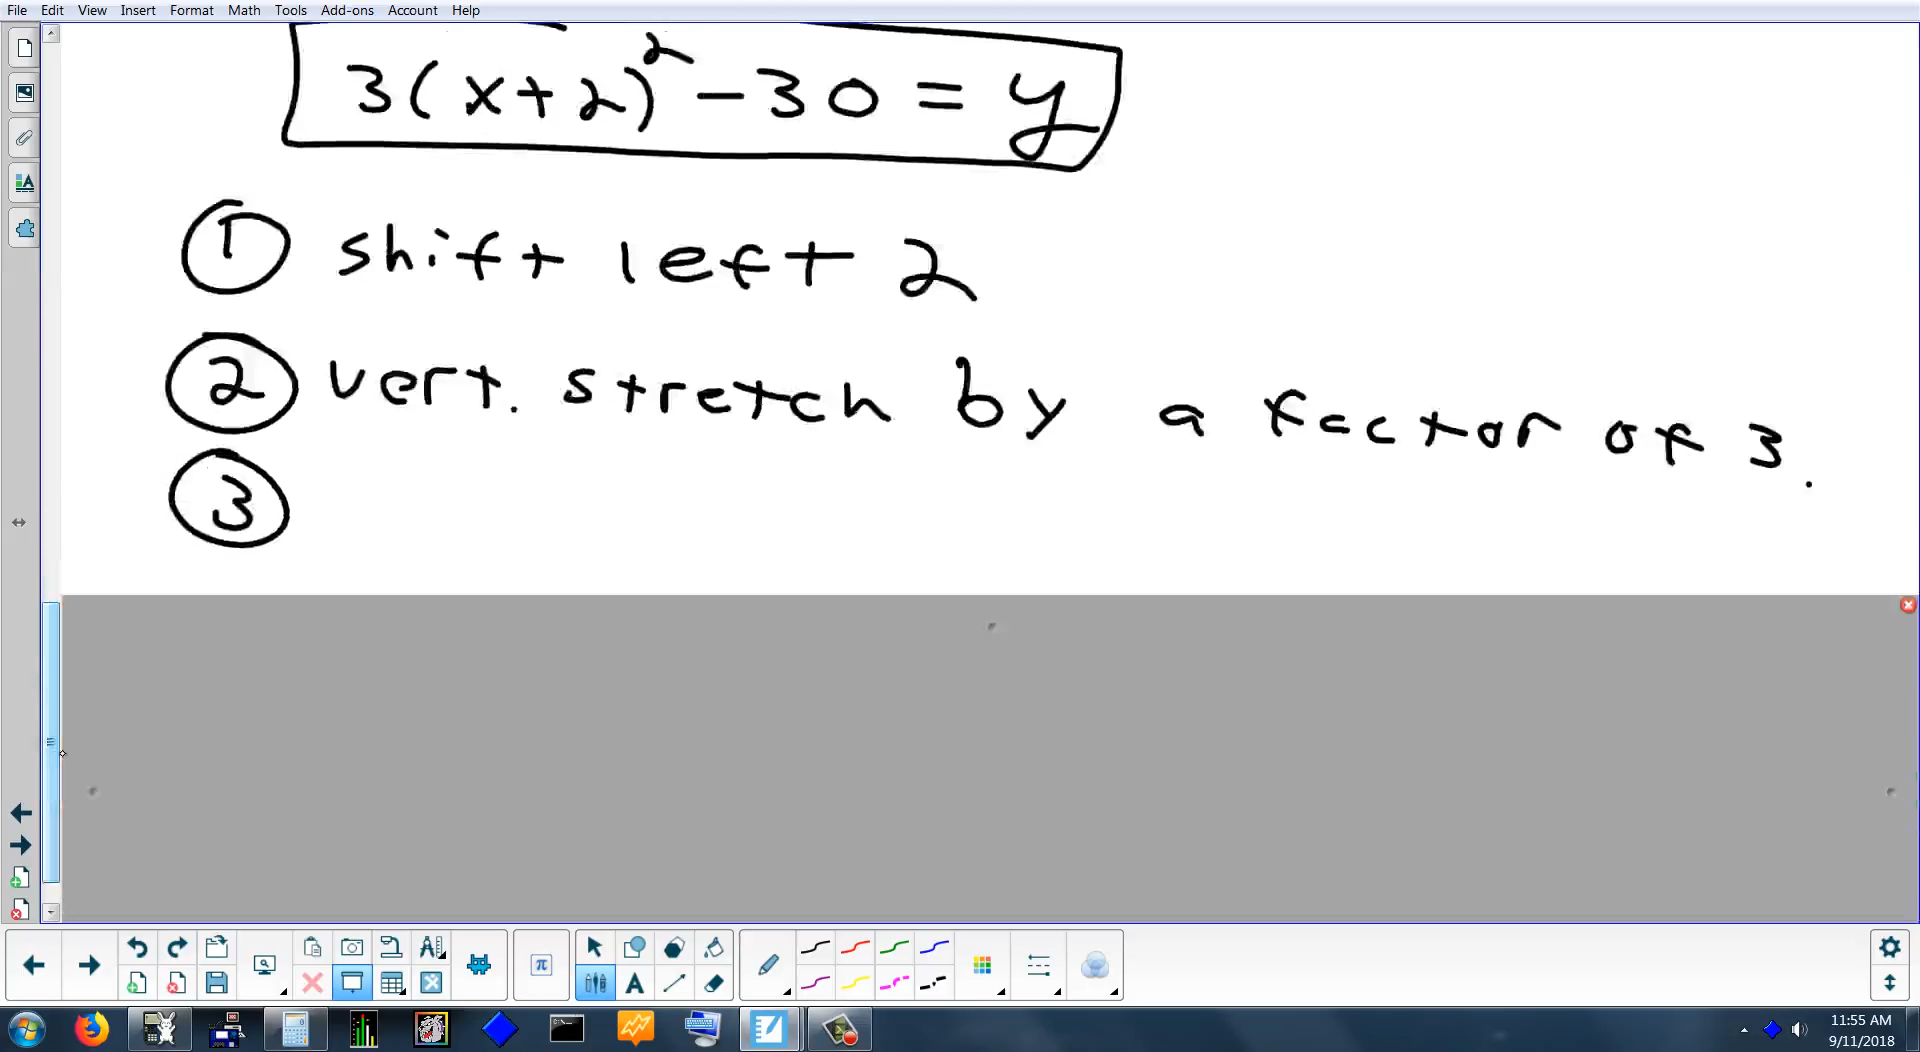 File Edit View Insert Format Math Tools Add-ons Account Help
3(x+2)² - 30 = y
① shift left 2
② vert. stretch by a factor of 3.
③
A
A
π
11:55 AM
9/11/2018